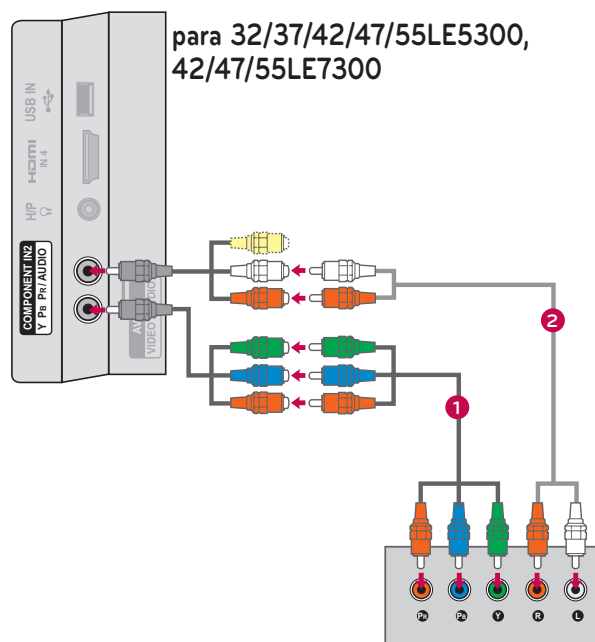 para 32/37/42/47/55LE5300,
42/47/55LE7300
USB IN
HDMI
IN 4
H/P
COMPONENT IN2
Y PB PR/AUDIO
AV
VIDEO
2
1
PR
PB
Y
R
L